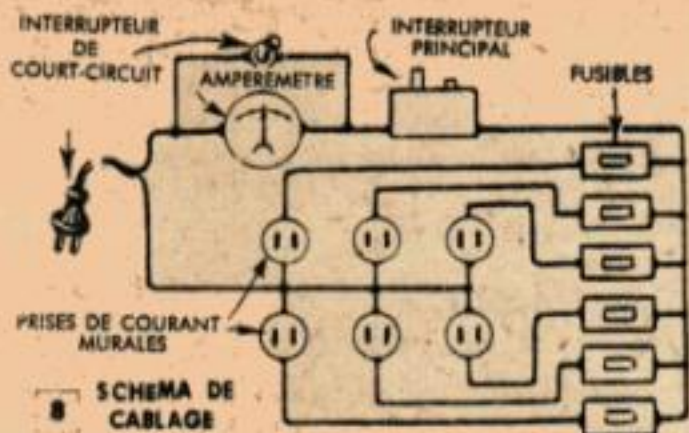 INTERRUPTEUR
DE
COURT-CIRCUIT
AMPEREMETRE
INTERRUPTEUR
PRINCIPAL
FUSIBLES
PRISES DE COURANT
MURALES
8
SCHEMA DE
CABLAGE